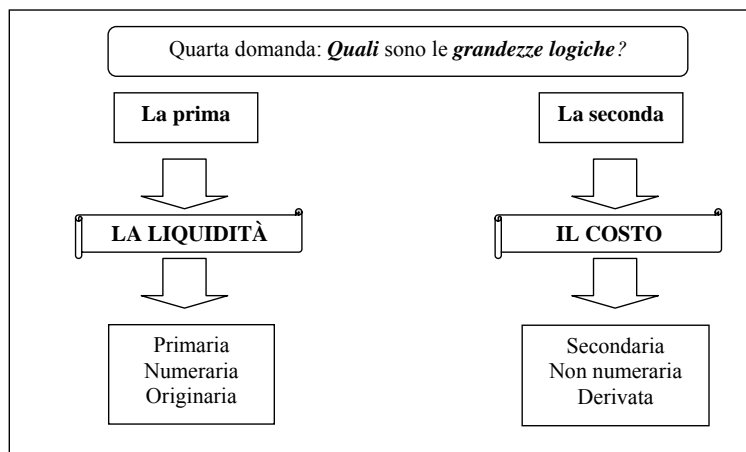 Quarta domanda: Quali sono le grandezze logiche?
La prima
La seconda
LA LIQUIDITÀ
IL COSTO
Primaria
Numeraria
Originaria
Secondaria
Non numeraria
Derivata